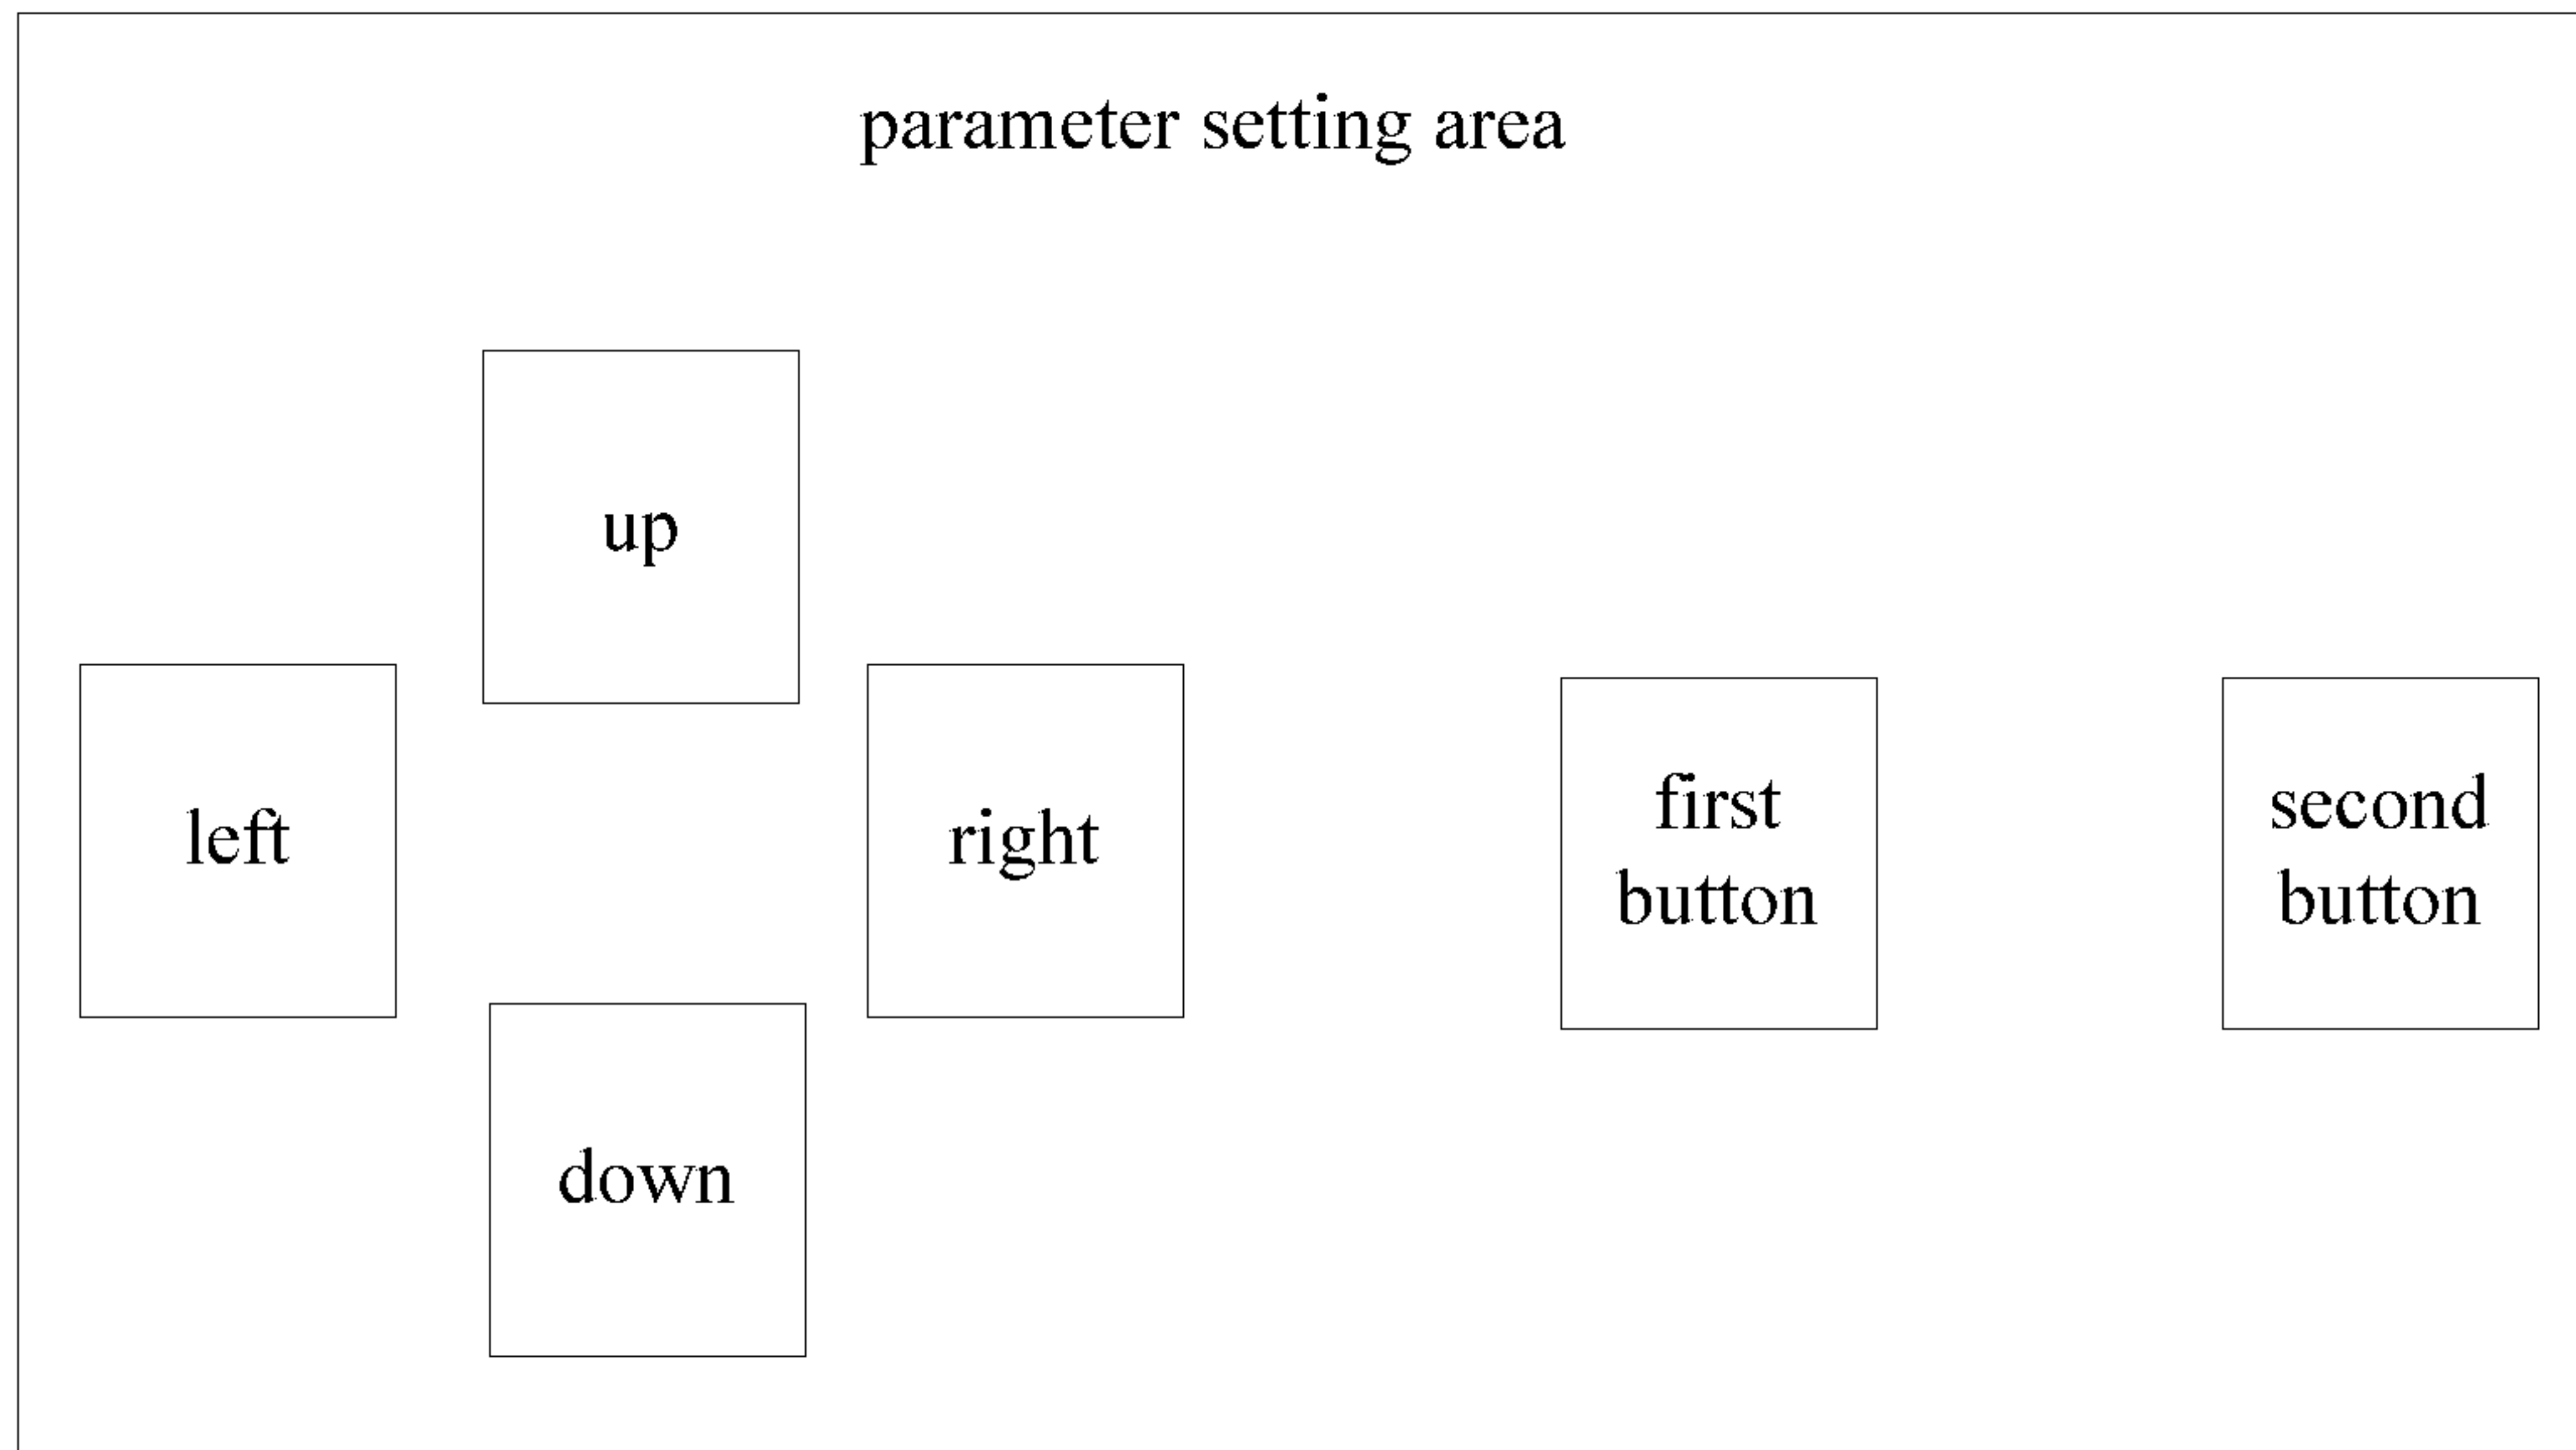 parameter setting area
up
left
right
first
button
second
button
down